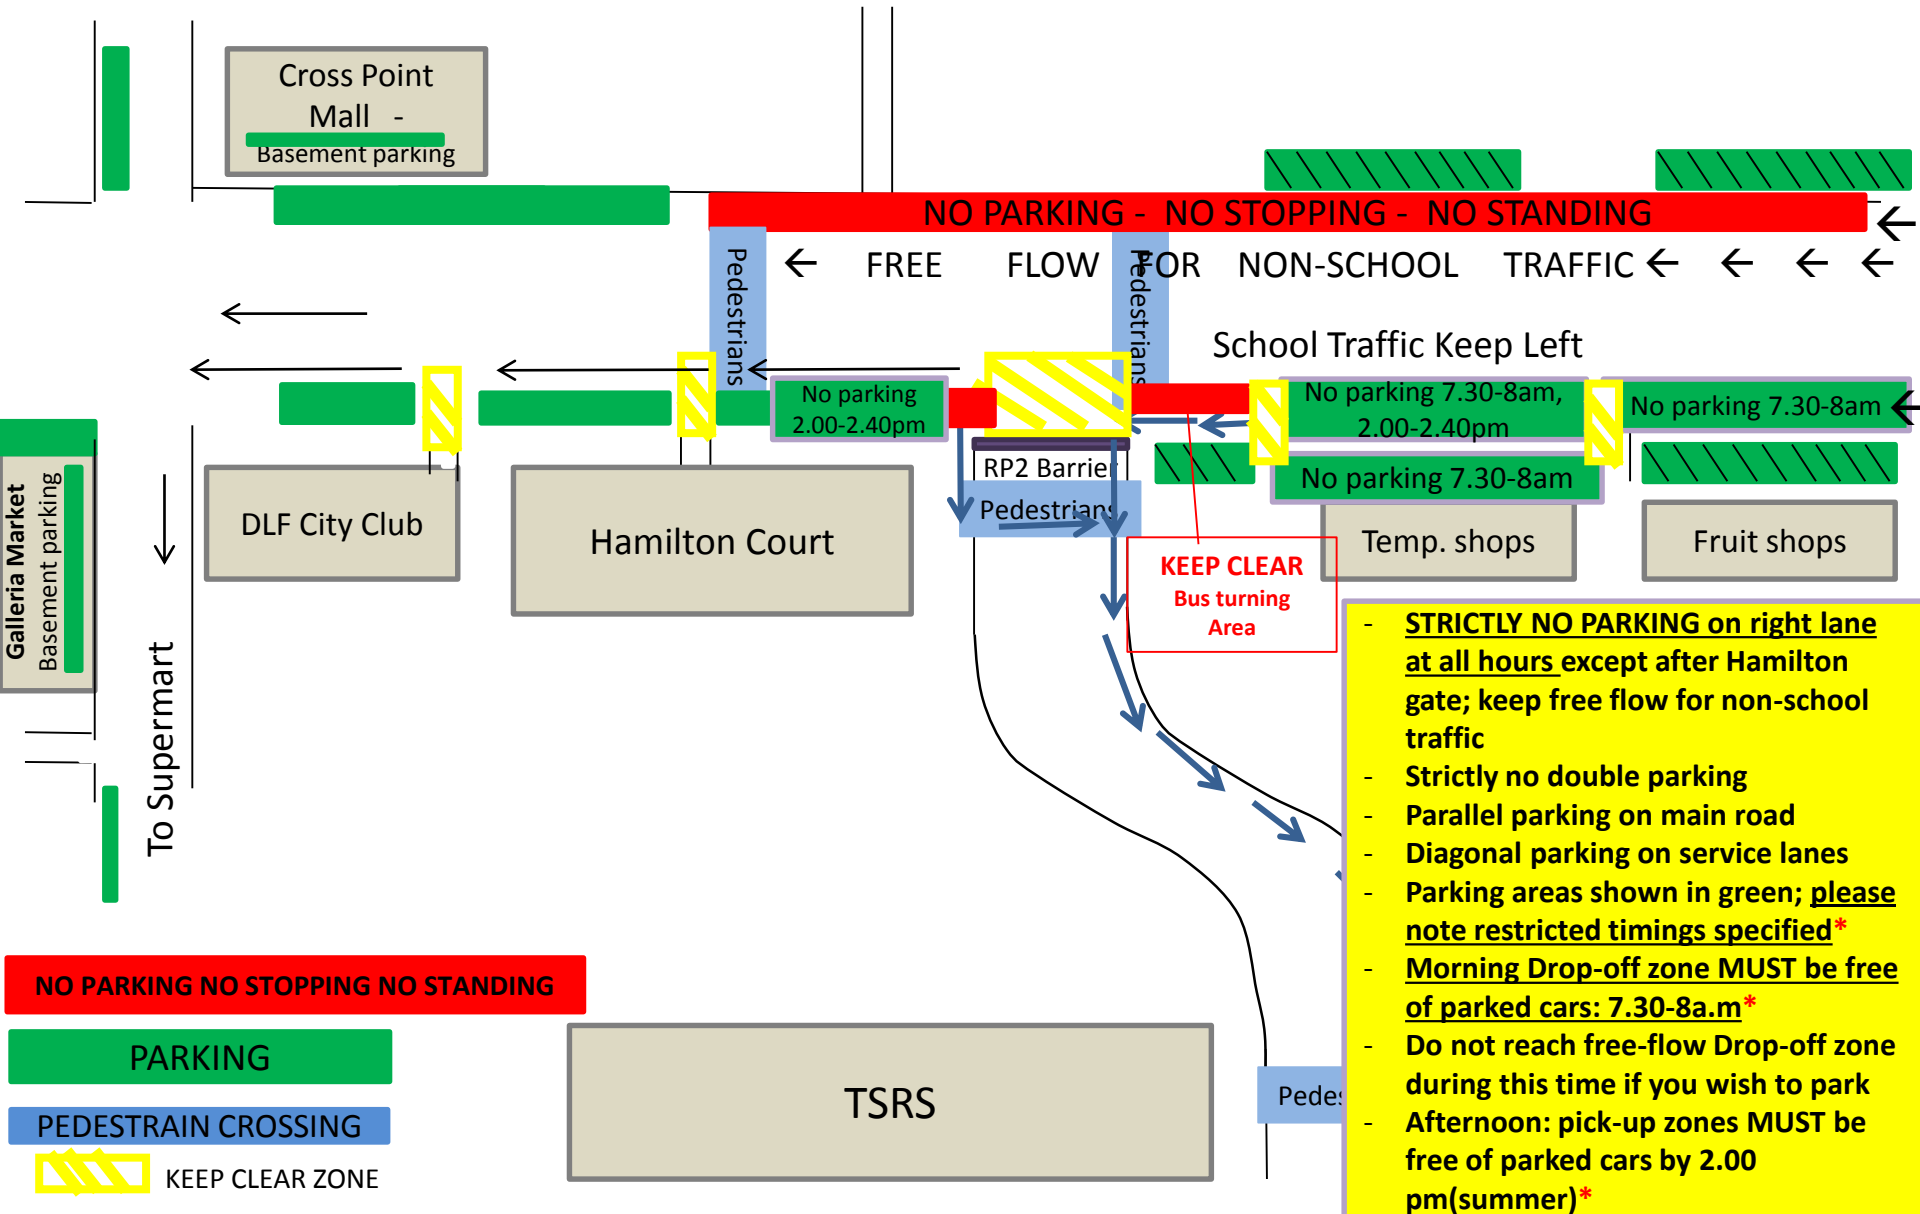 Cross Point
Mall -
Basement parking
NO PARKING - NO STOPPING - NO STANDING
← FREE FLOW FOR NON-SCHOOL TRAFFIC ← ← ← ←
Pedestrians
Pedestrians
School Traffic Keep Left
No parking
2.00-2.40pm
No parking 7.30-8am,
2.00-2.40pm
No parking 7.30-8am
No parking 7.30-8am
RP2 Barrier
Pedestrians
Galleria Market
Basement parking
DLF City Club
Hamilton Court
Temp. shops
Fruit shops
KEEP CLEAR
Bus turning
Area
To Supermart
- STRICTLY NO PARKING on right lane
at all hours except after Hamilton
gate; keep free flow for non-school
traffic
- Strictly no double parking
- Parallel parking on main road
- Diagonal parking on service lanes
- Parking areas shown in green; please
note restricted timings specified*
- Morning Drop-off zone MUST be free
of parked cars: 7.30-8a.m*
- Do not reach free-flow Drop-off zone
during this time if you wish to park
- Afternoon: pick-up zones MUST be
free of parked cars by 2.00
pm(summer)*
NO PARKING NO STOPPING NO STANDING
PARKING
PEDESTRAIN CROSSING
KEEP CLEAR ZONE
TSRS